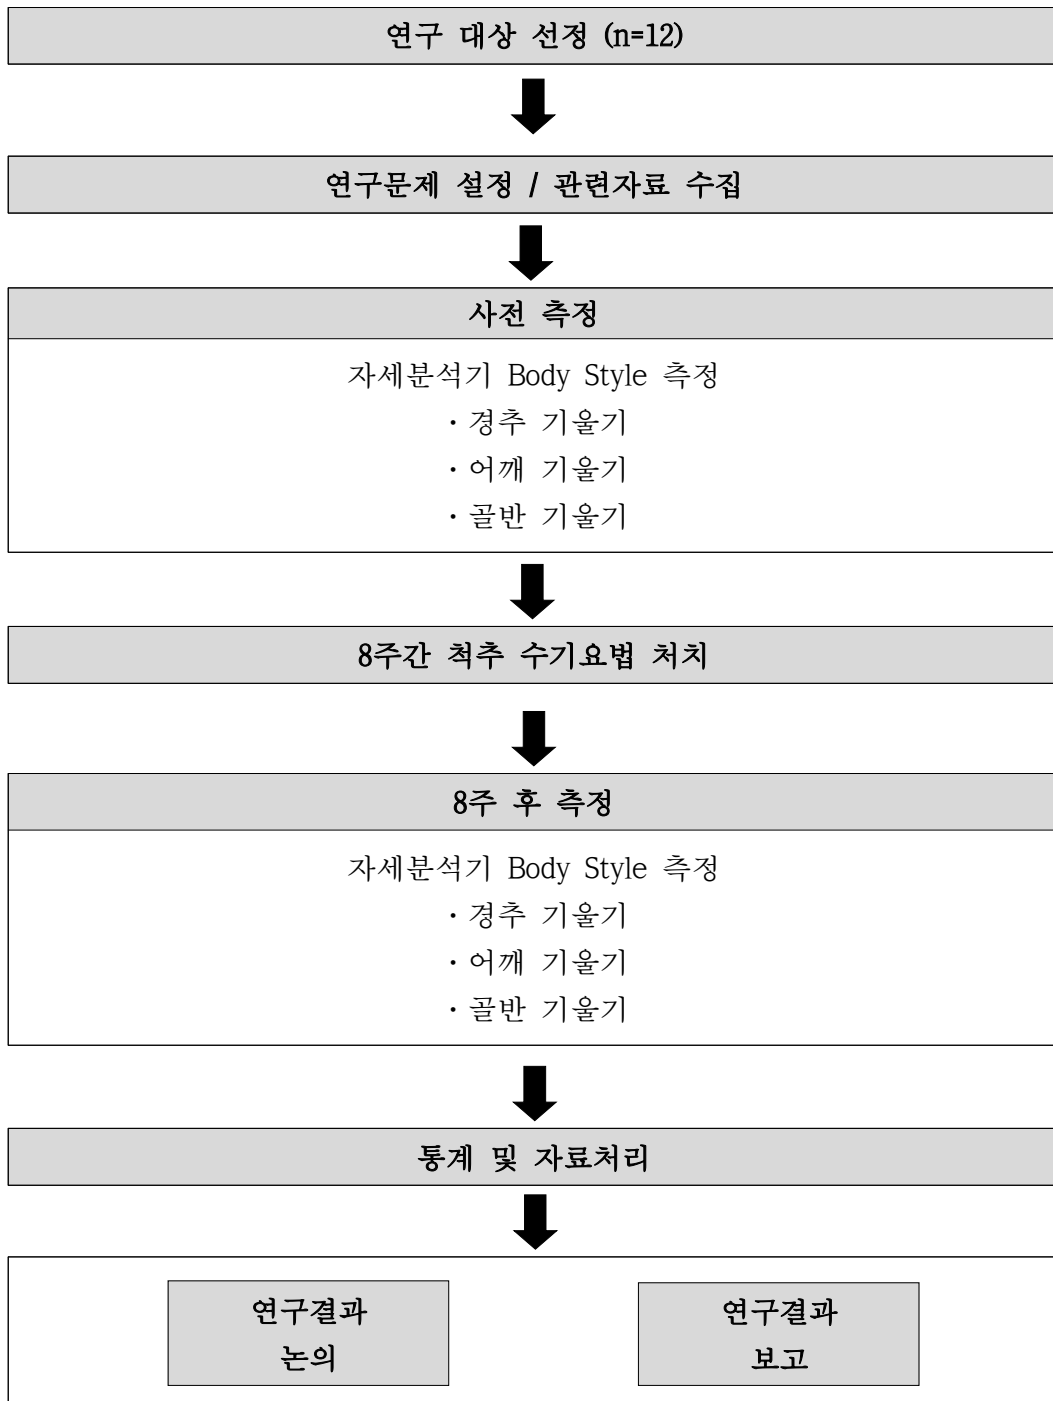 연구 대상 선정 (n=12)
연구문제 설정 / 관련자료 수집
사전 측정
자세분석기 Body Style 측정
· 경추 기울기
· 어깨 기울기
· 골반 기울기
8주간 척추 수기요법 처치
8주 후 측정
자세분석기 Body Style 측정
· 경추 기울기
· 어깨 기울기
· 골반 기울기
통계 및 자료처리
연구결과
논의
연구결과
보고